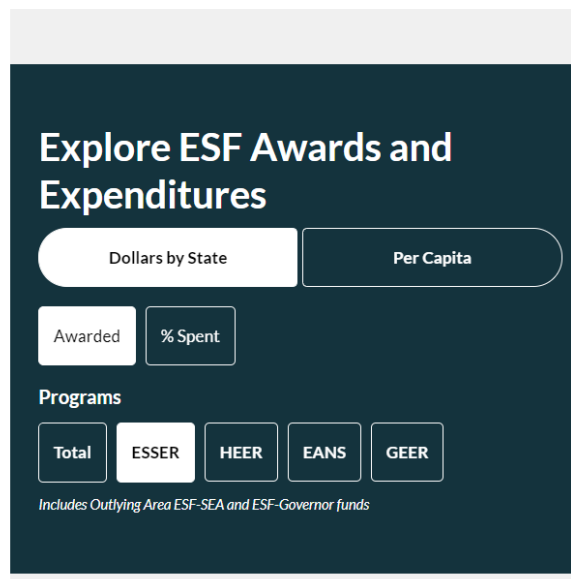 Explore ESF Awards and
Expenditures
Dollars by State
Per Capita
Awarded
% Spent
Programs
Total
ESSER
HEER
EANS
GEER
Includes Outlying Area ESF-SEA and ESF-Governor funds